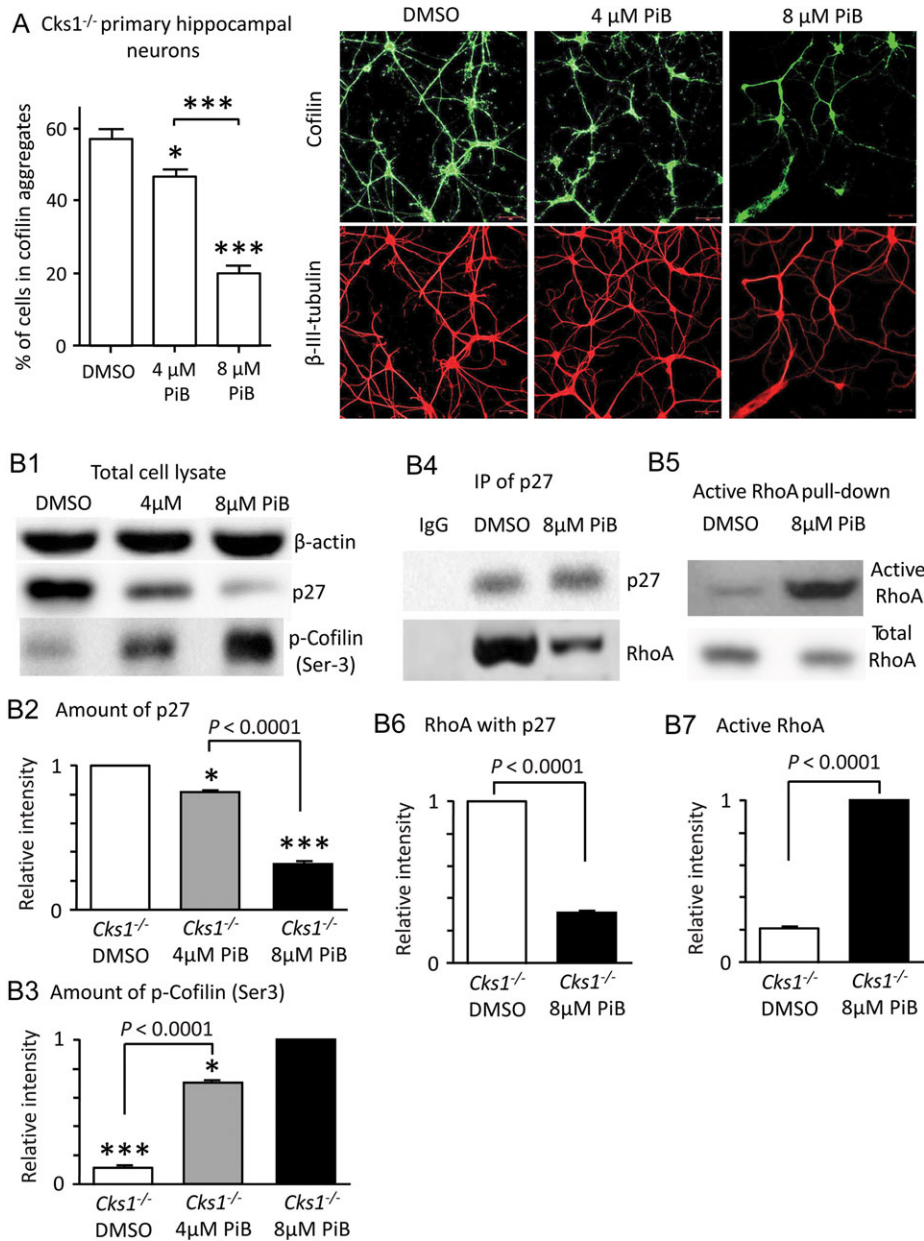 A Cks1-/- primary hippocampal
neurons
% of cells in cofilin aggregates
60
40
20
0
***
*
***
DMSO
4 µM
PiB
8 µM
PiB
DMSO
4 µM PiB
8 µM PiB
Cofilin
β-III-tubulin
B1
Total cell lysate
DMSO
4µM
8µM PiB
β-actin
p27
p-Cofilin
(Ser-3)
B4
IP of p27
IgG
DMSO
8µM PiB
p27
RhoA
B5
Active RhoA pull-down
DMSO
8µM PiB
Active
RhoA
Total
RhoA
B2 Amount of p27
P < 0.0001
Relative intensity
1
0
*
***
Cks1-/-
DMSO
Cks1-/-
4µM PiB
Cks1-/-
8µM PiB
B6 RhoA with p27
P < 0.0001
Relative intensity
1
0
Cks1-/-
DMSO
Cks1-/-
8µM PiB
B7 Active RhoA
P < 0.0001
Relative intensity
1
0
Cks1-/-
DMSO
Cks1-/-
8µM PiB
B3 Amount of p-Cofilin (Ser3)
P < 0.0001
Relative intensity
1
0
***
*
Cks1-/-
DMSO
Cks1-/-
4µM PiB
Cks1-/-
8µM PiB